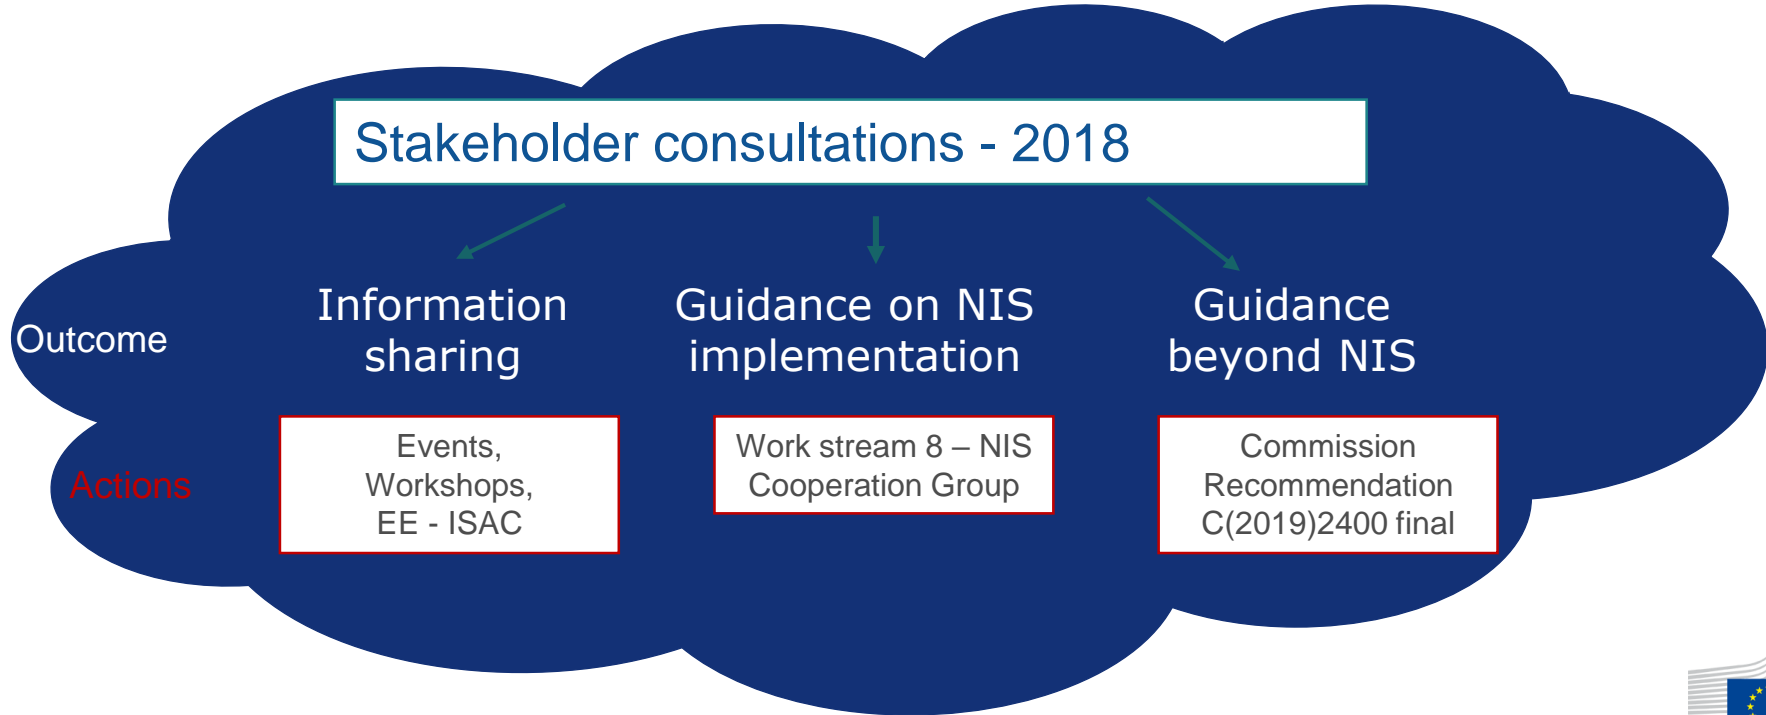 Stakeholder consultations - 2018
Outcome
Information
sharing
Guidance on NIS
implementation
Guidance
beyond NIS
Actions
Events,
Workshops,
EE - ISAC
Work stream 8 – NIS
Cooperation Group
Commission
Recommendation
C(2019)2400 final